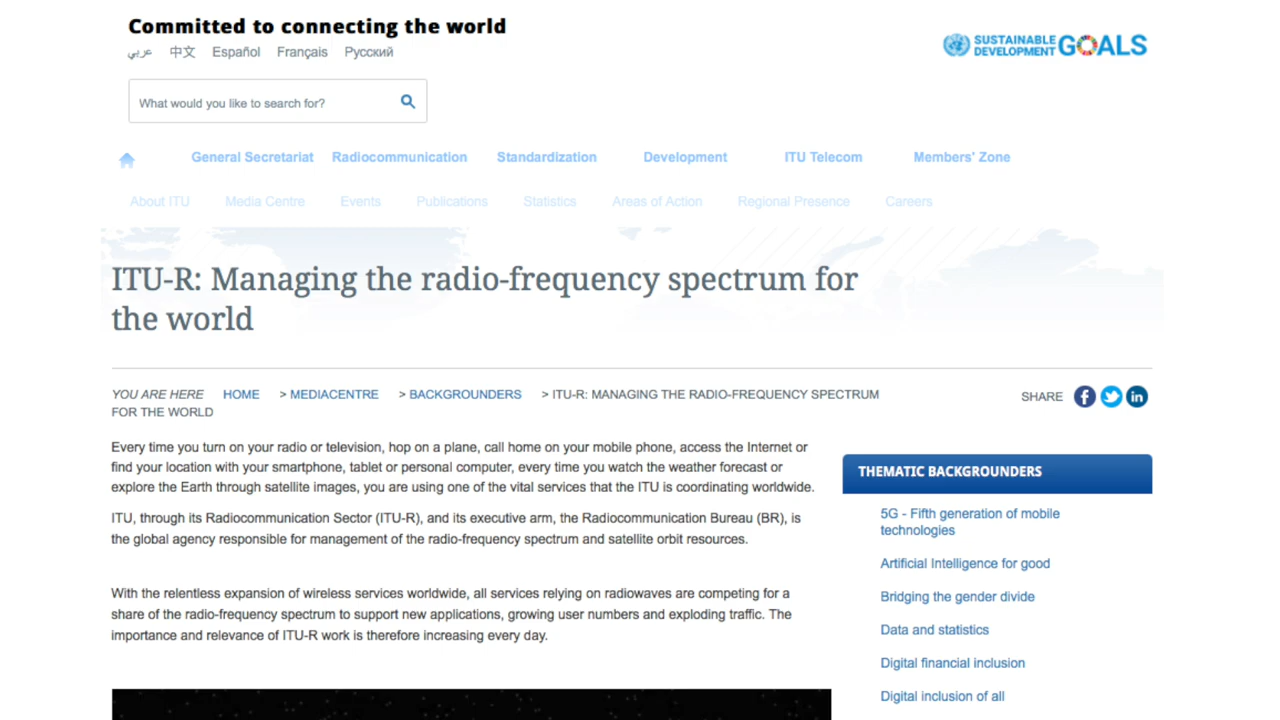 Committed to connecting the world
عربي 中文 Español Français Русский
SUSTAINABLE DEVELOPMENT GOALS
What would you like to search for?
General Secretariat Radiocommunication Standardization Development ITU Telecom Members' Zone
About ITU Media Centre Events Publications Statistics Areas of Action Regional Presence Careers
ITU-R: Managing the radio-frequency spectrum for
the world
YOU ARE HERE HOME > MEDIACENTRE > BACKGROUNDERS > ITU-R: MANAGING THE RADIO-FREQUENCY SPECTRUM
FOR THE WORLD
SHARE
Every time you turn on your radio or television, hop on a plane, call home on your mobile phone, access the Internet or
find your location with your smartphone, tablet or personal computer, every time you watch the weather forecast or
explore the Earth through satellite images, you are using one of the vital services that the ITU is coordinating worldwide.
ITU, through its Radiocommunication Sector (ITU-R), and its executive arm, the Radiocommunication Bureau (BR), is
the global agency responsible for management of the radio-frequency spectrum and satellite orbit resources.
With the relentless expansion of wireless services worldwide, all services relying on radiowaves are competing for a
share of the radio-frequency spectrum to support new applications, growing user numbers and exploding traffic. The
importance and relevance of ITU-R work is therefore increasing every day.
THEMATIC BACKGROUNDERS
5G - Fifth generation of mobile
technologies
Artificial Intelligence for good
Bridging the gender divide
Data and statistics
Digital financial inclusion
Digital inclusion of all